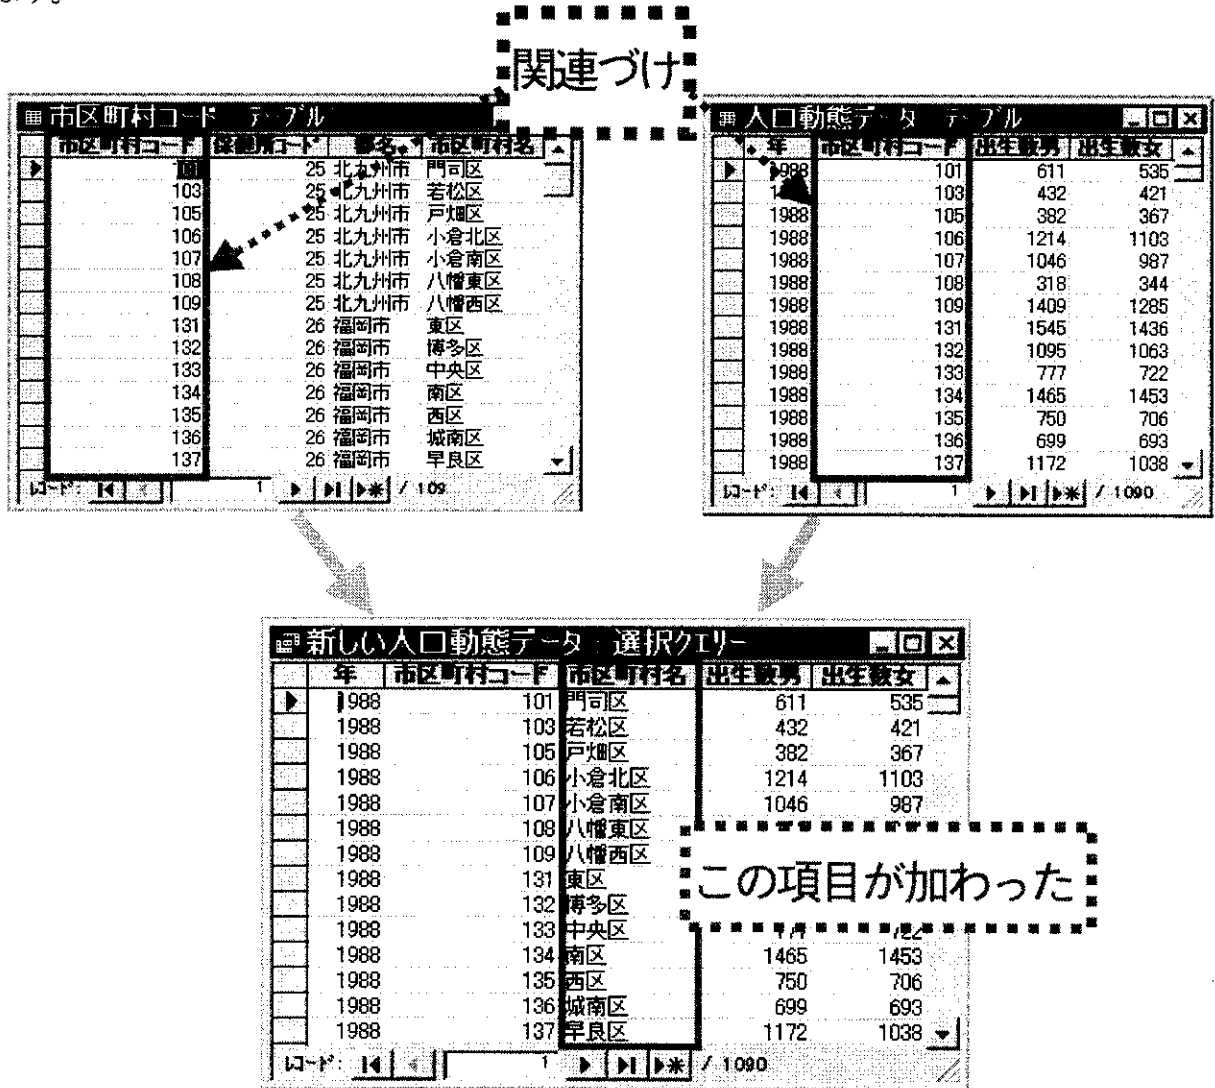 ます。
関連づけ
市区町村コード テーブル
市区町村コード 保健所コード 郡名 市区町村名
25 北九州市 門司区
103 25 北九州市 若松区
105 25 北九州市 戸畑区
106 25 北九州市 小倉北区
107 25 北九州市 小倉南区
108 25 北九州市 八幡東区
109 25 北九州市 八幡西区
131 26 福岡市 東区
132 26 福岡市 博多区
133 26 福岡市 中央区
134 26 福岡市 南区
135 26 福岡市 西区
136 26 福岡市 城南区
137 26 福岡市 早良区
レコード: 1 / 109
人口動態データ テーブル
年 市区町村コード 出生数男 出生数女
1988 101 611 535
103 432 421
1988 105 382 367
1988 106 1214 1103
1988 107 1046 987
1988 108 318 344
1988 109 1409 1285
1988 131 1545 1436
1988 132 1095 1063
1988 133 777 722
1988 134 1465 1453
1988 135 750 706
1988 136 699 693
1988 137 1172 1038
レコード: 1 / 1090
新しい人口動態データ : 選択クエリー
年 市区町村コード 市区町村名 出生数男 出生数女
1988 101 門司区 611 535
1988 103 若松区 432 421
1988 105 戸畑区 382 367
1988 106 小倉北区 1214 1103
1988 107 小倉南区 1046 987
1988 108 八幡東区
1988 109 八幡西区
1988 131 東区
1988 132 博多区
1988 133 中央区
1988 134 南区 1465 1453
1988 135 西区 750 706
1988 136 城南区 699 693
1988 137 早良区 1172 1038
この項目が加わった
レコード: 1 / 1090